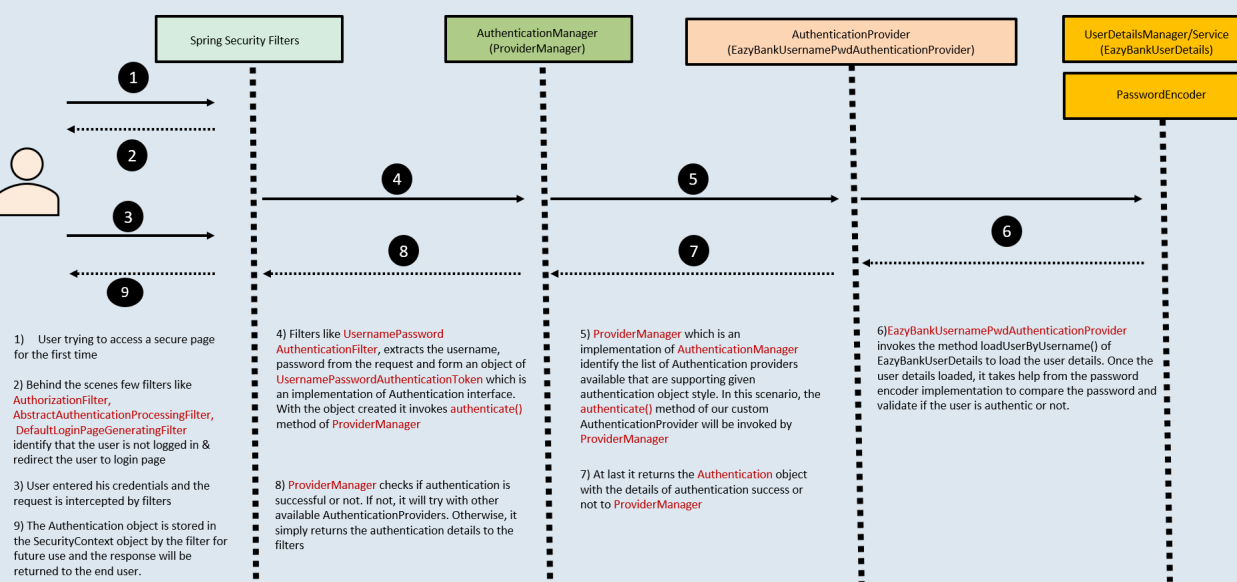 Spring Security Filters
AuthenticationManager
(ProviderManager)
AuthenticationProvider
(EazyBankUsernamePwdAuthenticationProvider)
UserDetailsManager/Service
(EazyBankUserDetails)
PasswordEncoder
1
2
3
9
4
8
5
7
6
1) User trying to access a secure page
for the first time
2) Behind the scenes few filters like
AuthorizationFilter,
AbstractAuthenticationProcessingFilter,
DefaultLoginPageGeneratingFilter
identify that the user is not logged in &
redirect the user to login page
3) User entered his credentials and the
request is intercepted by filters
9) The Authentication object is stored in
the SecurityContext object by the filter for
future use and the response will be
returned to the end user.
4) Filters like UsernamePassword
AuthenticationFilter, extracts the username,
password from the request and form an object of
UsernamePasswordAuthenticationToken which is
an implementation of Authentication interface.
With the object created it invokes authenticate()
method of ProviderManager
8) ProviderManager checks if authentication is
successful or not. If not, it will try with other
available AuthenticationProviders. Otherwise, it
simply returns the authentication details to the
filters
5) ProviderManager which is an
implementation of AuthenticationManager
identify the list of Authentication providers
available that are supporting given
authentication object style. In this scenario, the
authenticate() method of our custom
AuthenticationProvider will be invoked by
ProviderManager
7) At last it returns the Authentication object
with the details of authentication success or
not to ProviderManager
6)EazyBankUsernamePwdAuthenticationProvider
invokes the method loadUserByUsername() of
EazyBankUserDetails to load the user details. Once the
user details loaded, it takes help from the password
encoder implementation to compare the password and
validate if the user is authentic or not.